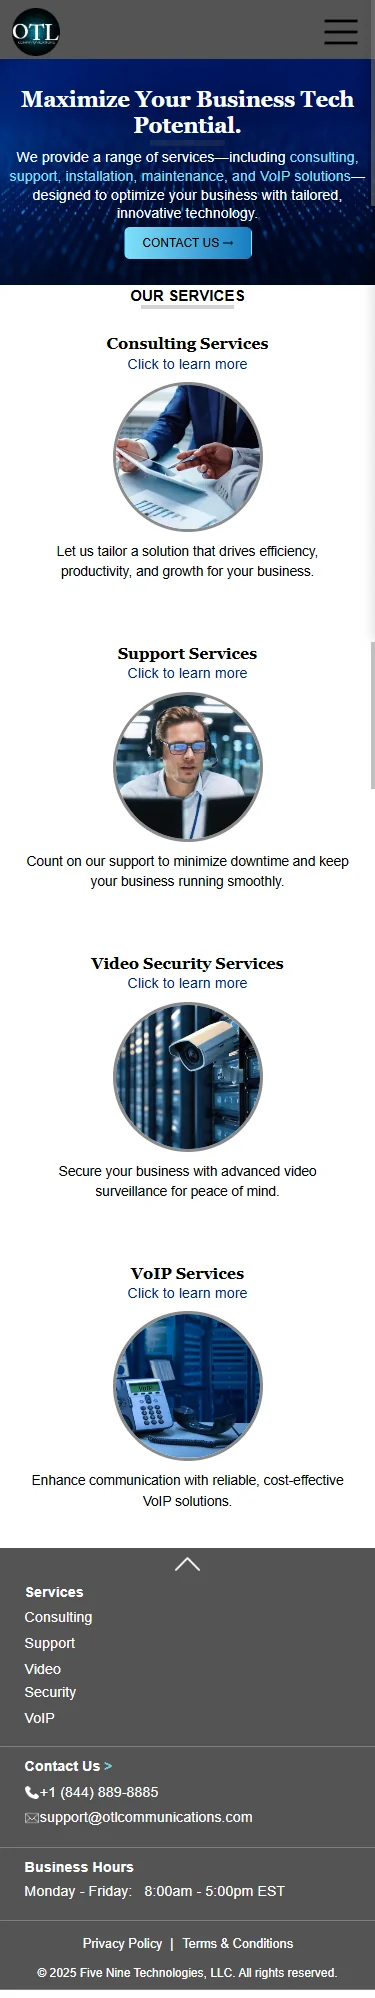 OTL
Maximize Your Business Tech
Potential.
We provide a range of services—including consulting,
support, installation, maintenance, and VoIP solutions—
designed to optimize your business with tailored,
innovative technology.
CONTACT US →
OUR SERVICES
Consulting Services
Click to learn more
Let us tailor a solution that drives efficiency,
productivity, and growth for your business.
Support Services
Click to learn more
Count on our support to minimize downtime and keep
your business running smoothly.
Video Security Services
Click to learn more
Secure your business with advanced video
surveillance for peace of mind.
VoIP Services
Click to learn more
VoIP
Enhance communication with reliable, cost-effective
VoIP solutions.
Services
Consulting
Support
Video
Security
VoIP
Contact Us >
+1 (844) 889-8885
support@otlcommunications.com
Business Hours
Monday - Friday: 8:00am - 5:00pm EST
Privacy Policy | Terms & Conditions
© 2025 Five Nine Technologies, LLC. All rights reserved.